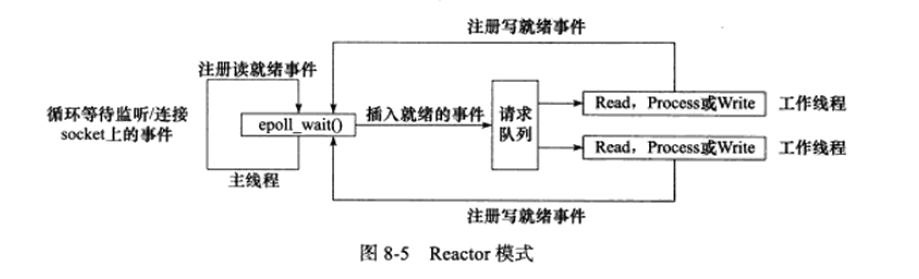 注册写就绪事件
注册读就绪事件
循环等待监听/连接
socket上的事件
epoll_wait()
插入就绪的事件
请求
队列
Read，Process或Write
工作线程
Read，Process或Write
工作线程
主线程
注册写就绪事件
图 8-5 Reactor 模式